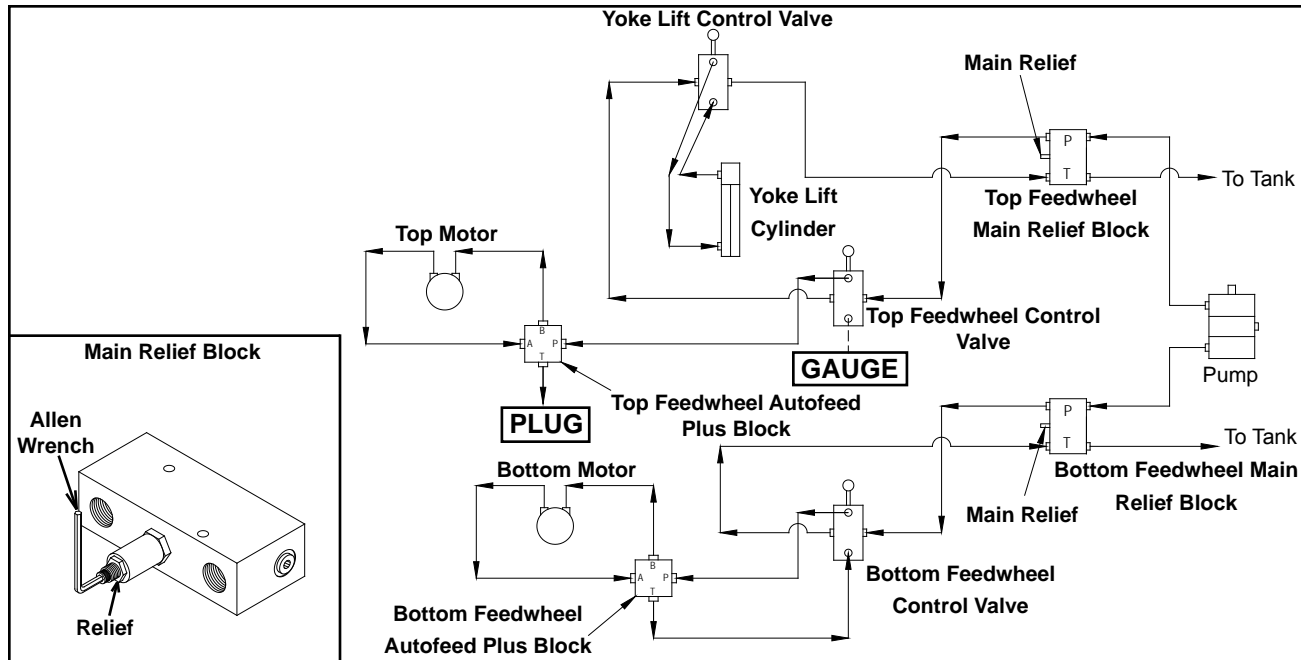 Yoke Lift Control Valve
Main Relief
P
T
To Tank
Top Feedwheel
Main Relief Block
Yoke Lift
Cylinder
Top Motor
B
A P
T
Top Feedwheel Control
Valve
GAUGE
Pump
PLUG
Top Feedwheel Autofeed
Plus Block
P
T
To Tank
Bottom Feedwheel Main
Relief Block
Main Relief
Bottom Motor
B
A P
T
Bottom Feedwheel
Control Valve
Bottom Feedwheel
Autofeed Plus Block
Main Relief Block
Allen
Wrench
Relief